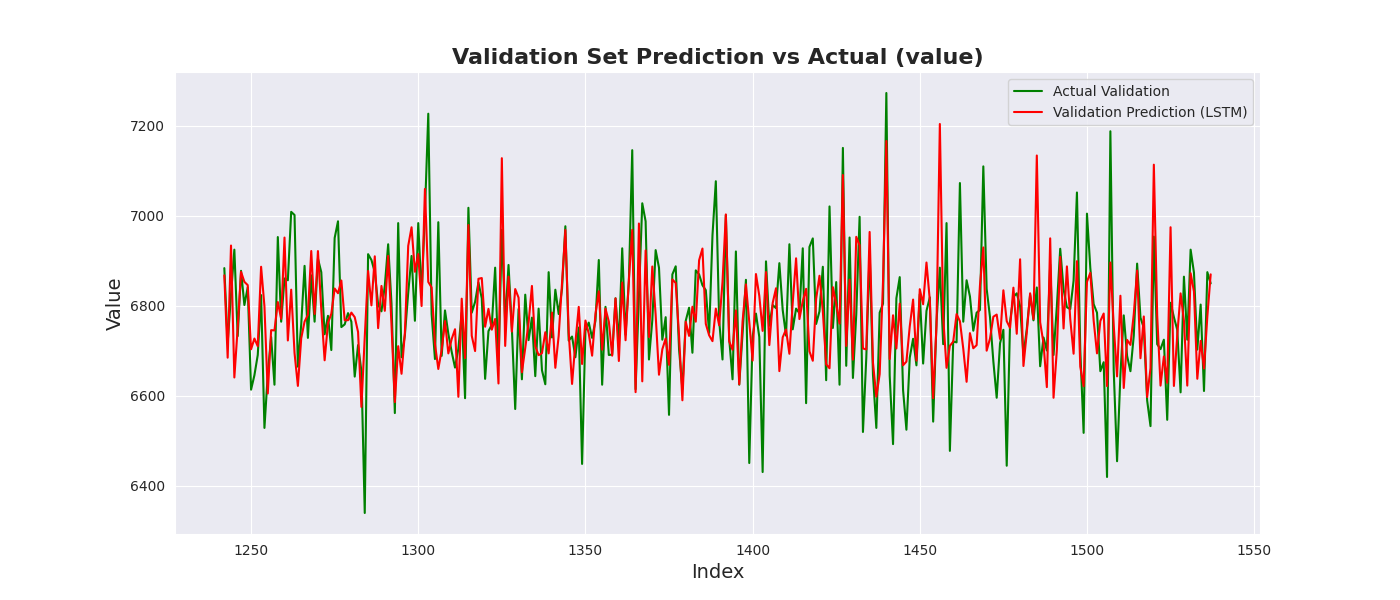 Validation Set Prediction vs Actual (value)
Actual Validation
Validation Prediction (LSTM)
Value
7200
7000
6800
6600
6400
1250 1300 1350 1400 1450 1500 1550
Index